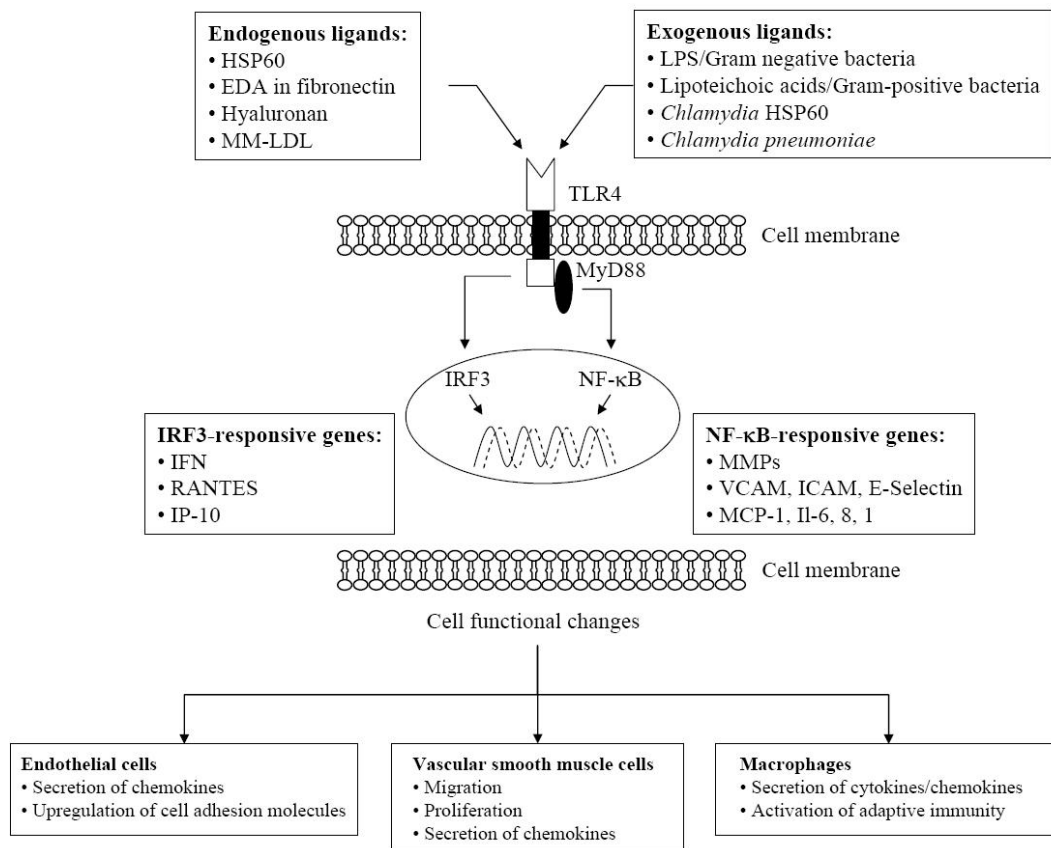 Endogenous ligands:
• HSP60
• EDA in fibronectin
• Hyaluronan
• MM-LDL
Exogenous ligands:
• LPS/Gram negative bacteria
• Lipoteichoic acids/Gram-positive bacteria
• Chlamydia HSP60
• Chlamydia pneumoniae
TLR4
Cell membrane
MyD88
IRF3
NF-κB
IRF3-responsive genes:
• IFN
• RANTES
• IP-10
NF-κB-responsive genes:
• MMPs
• VCAM, ICAM, E-Selectin
• MCP-1, Il-6, 8, 1
Cell membrane
Cell functional changes
Endothelial cells
• Secretion of chemokines
• Upregulation of cell adhesion molecules
Vascular smooth muscle cells
• Migration
• Proliferation
• Secretion of chemokines
Macrophages
• Secretion of cytokines/chemokines
• Activation of adaptive immunity